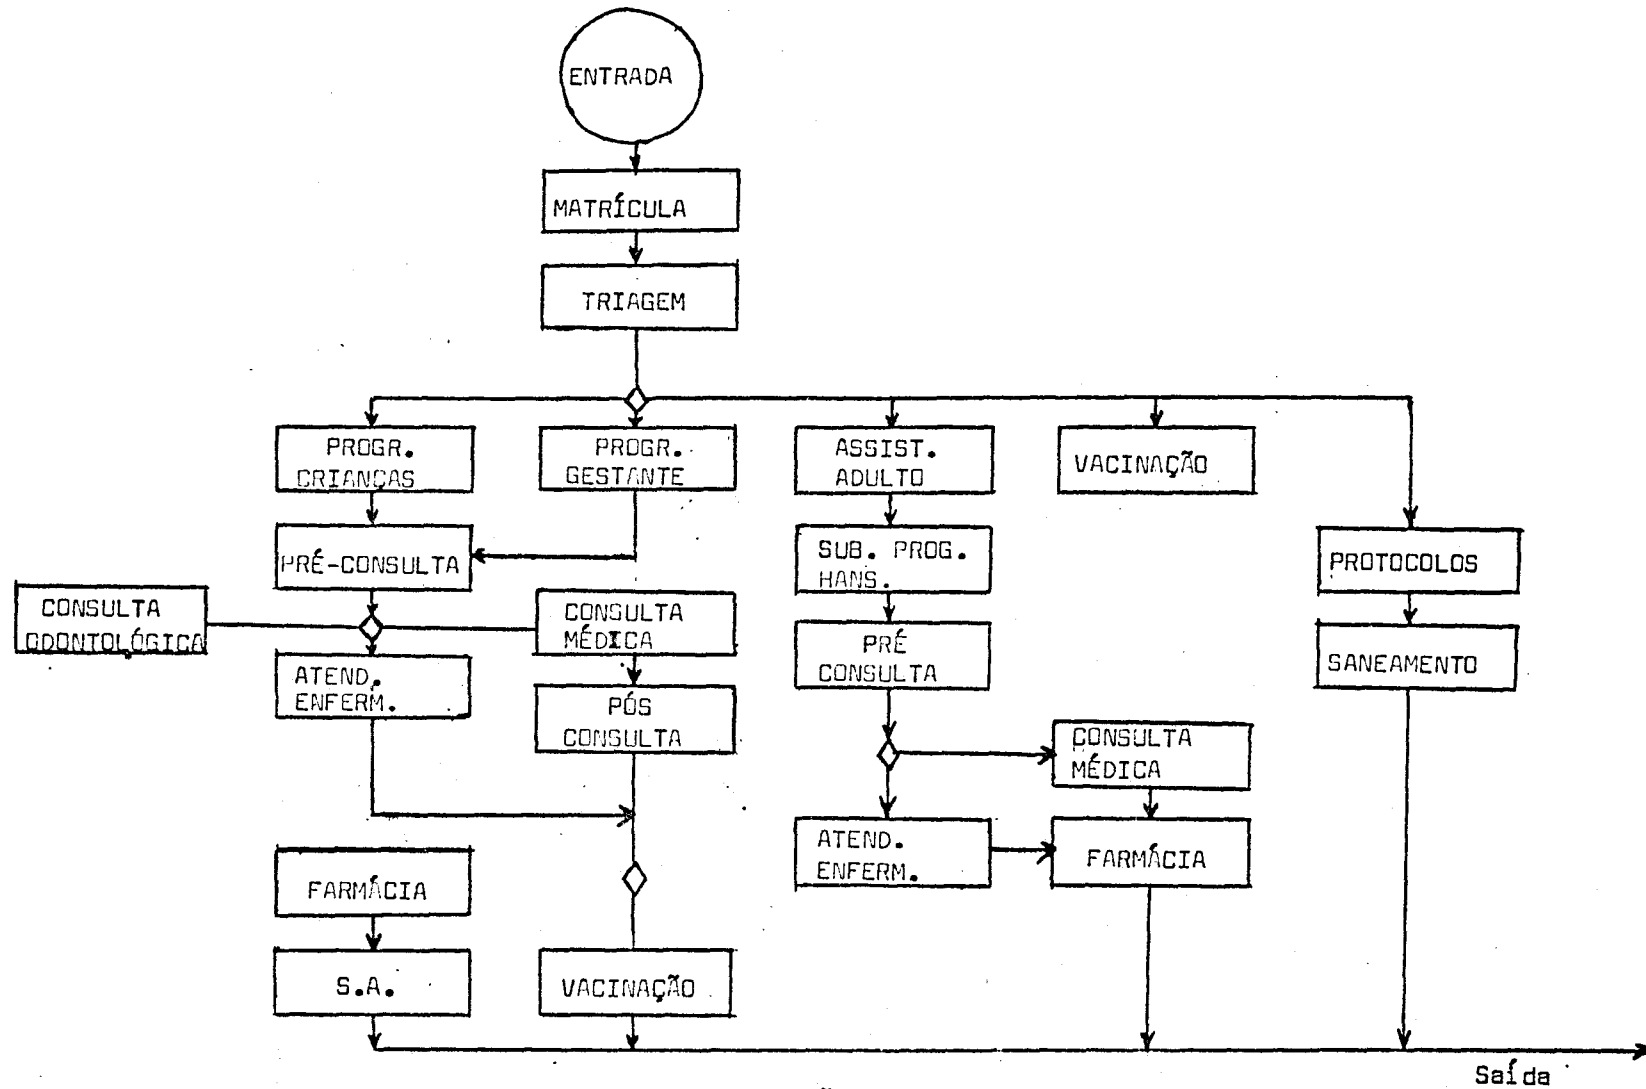 ENTRADA
MATRÍCULA
TRIAGEM
PROGR.
CRIANÇAS
PROGR.
GESTANTE
ASSIST.
ADULTO
VACINAÇÃO
PRÉ-CONSULTA
SUB. PROG.
HANS.
PROTOCOLOS
CONSULTA
ODONTOLÓGICA
CONSULTA
MÉDICA
PRÉ
CONSULTA
SANEAMENTO
ATEND.
ENFERM.
PÓS
CONSULTA
CONSULTA
MÉDICA
ATEND.
ENFERM.
FARMÁCIA
FARMÁCIA
S.A.
VACINAÇÃO
Saída